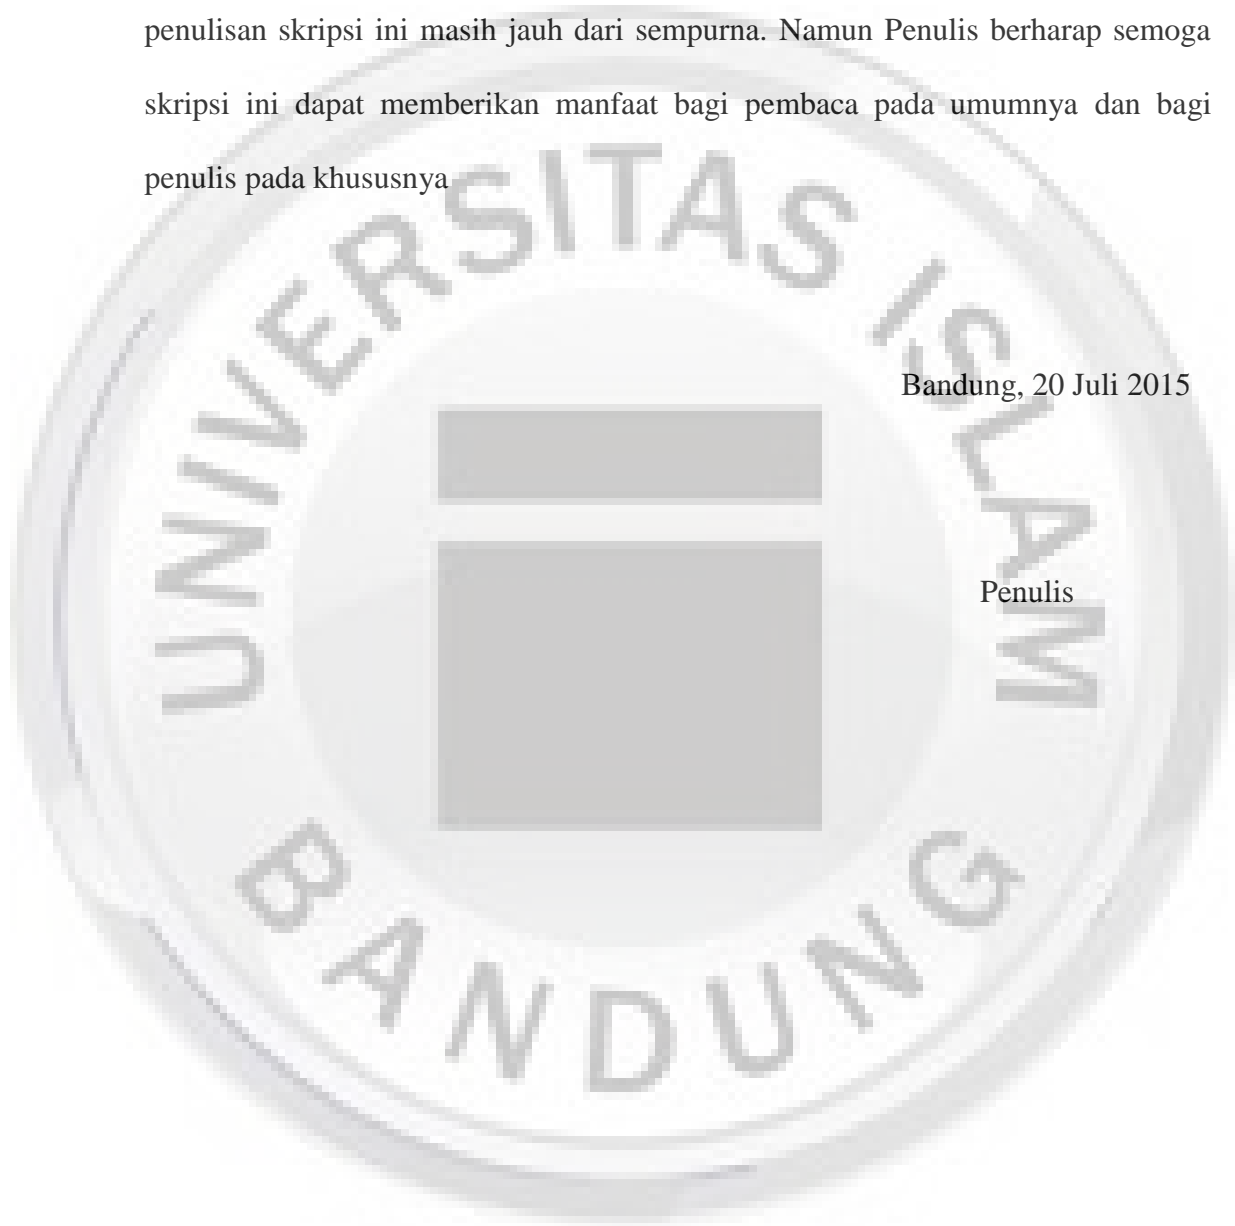 penulisan skripsi ini masih jauh dari sempurna. Namun Penulis berharap semoga
skripsi ini dapat memberikan manfaat bagi pembaca pada umumnya dan bagi
penulis pada khususnya
UNIVERSITAS ISLAM
Bandung, 20 Juli 2015
Penulis
BANDUNG